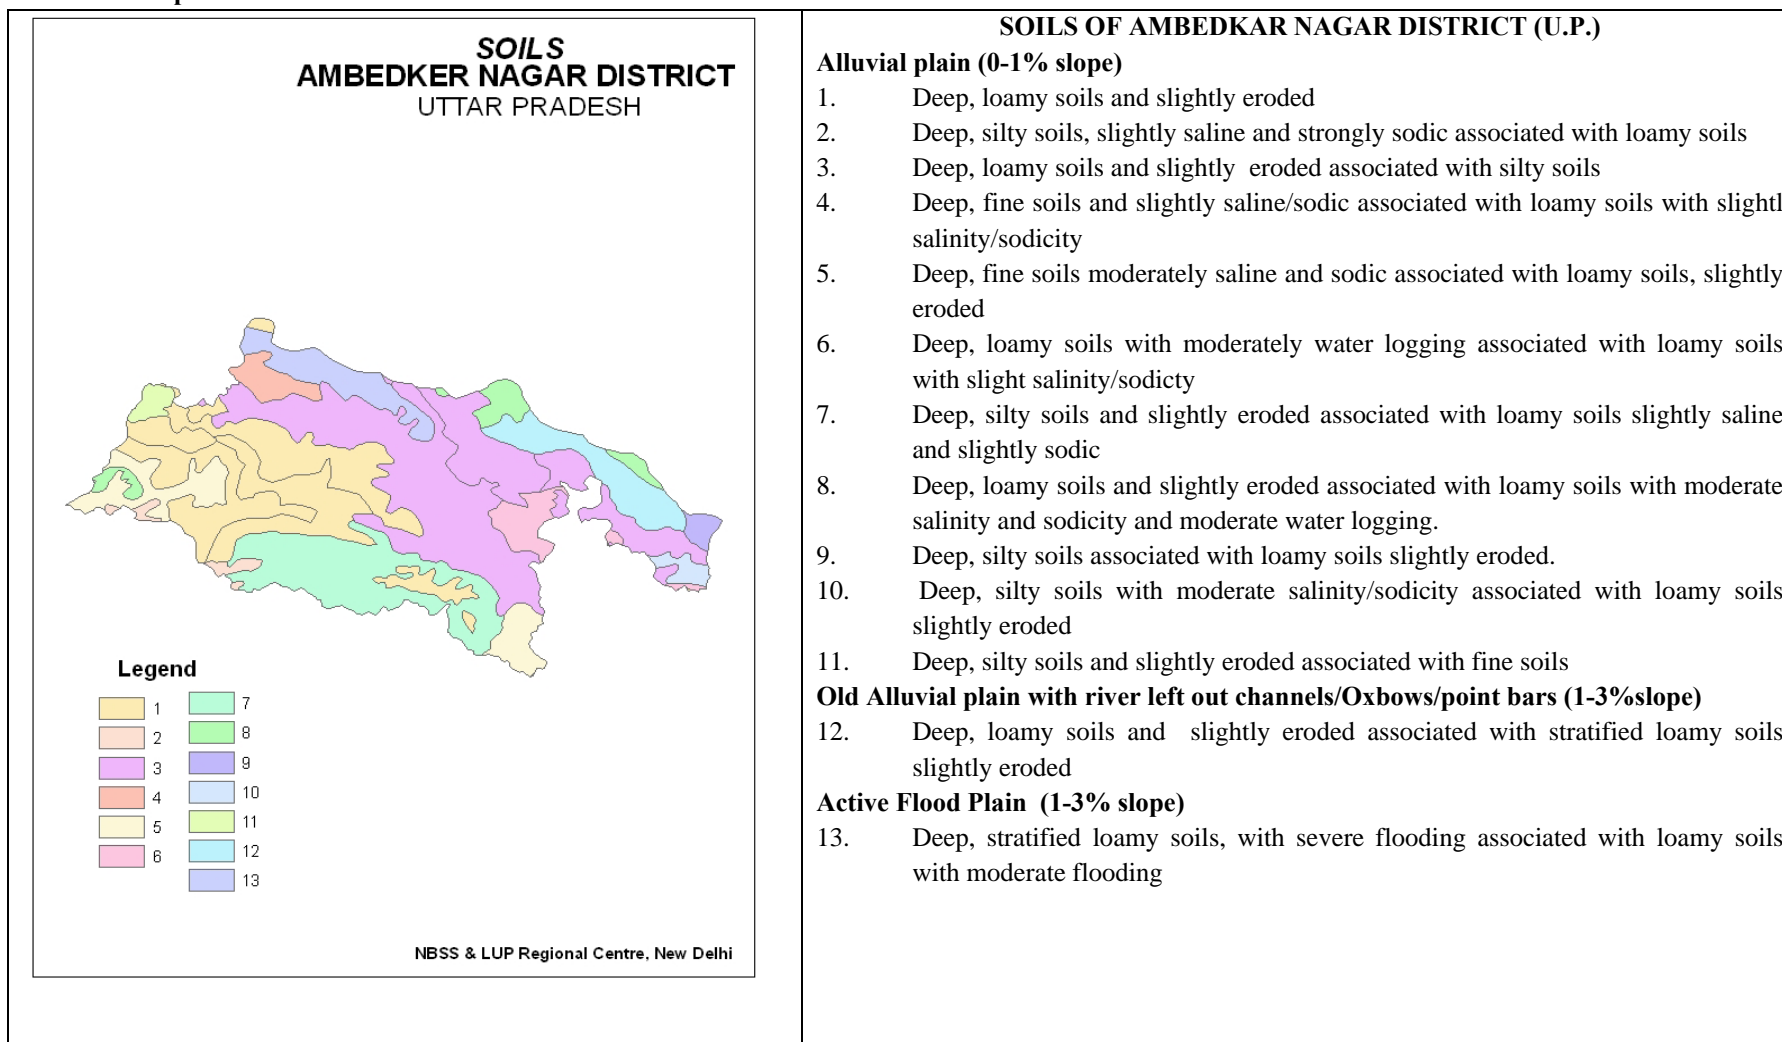 SOILS
AMBEDKER NAGAR DISTRICT
UTTAR PRADESH
Legend
1
2
3
4
5
6
7
8
9
10
11
12
13
NBSS & LUP Regional Centre, New Delhi
SOILS OF AMBEDKAR NAGAR DISTRICT (U.P.)
Alluvial plain (0-1% slope)
1. Deep, loamy soils and slightly eroded
2. Deep, silty soils, slightly saline and strongly sodic associated with loamy soils
3. Deep, loamy soils and slightly eroded associated with silty soils
4. Deep, fine soils and slightly saline/sodic associated with loamy soils with slightl
salinity/sodicity
5. Deep, fine soils moderately saline and sodic associated with loamy soils, slightly
eroded
6. Deep, loamy soils with moderately water logging associated with loamy soils
with slight salinity/sodicty
7. Deep, silty soils and slightly eroded associated with loamy soils slightly saline
and slightly sodic
8. Deep, loamy soils and slightly eroded associated with loamy soils with moderate
salinity and sodicity and moderate water logging.
9. Deep, silty soils associated with loamy soils slightly eroded.
10. Deep, silty soils with moderate salinity/sodicity associated with loamy soils
slightly eroded
11. Deep, silty soils and slightly eroded associated with fine soils
Old Alluvial plain with river left out channels/Oxbows/point bars (1-3%slope)
12. Deep, loamy soils and slightly eroded associated with stratified loamy soils
slightly eroded
Active Flood Plain (1-3% slope)
13. Deep, stratified loamy soils, with severe flooding associated with loamy soils
with moderate flooding